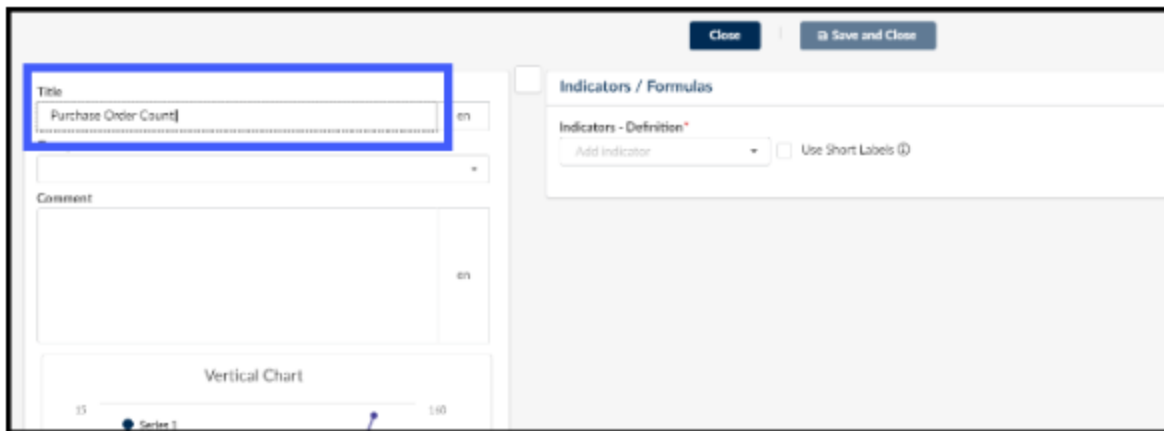 Close
Save and Close
Title
Purchase Order Count
en
Comment
en
Vertical Chart
15
160
Series 1
Indicators / Formulas
Indicators - Definition*
Add indicator
Use Short Labels